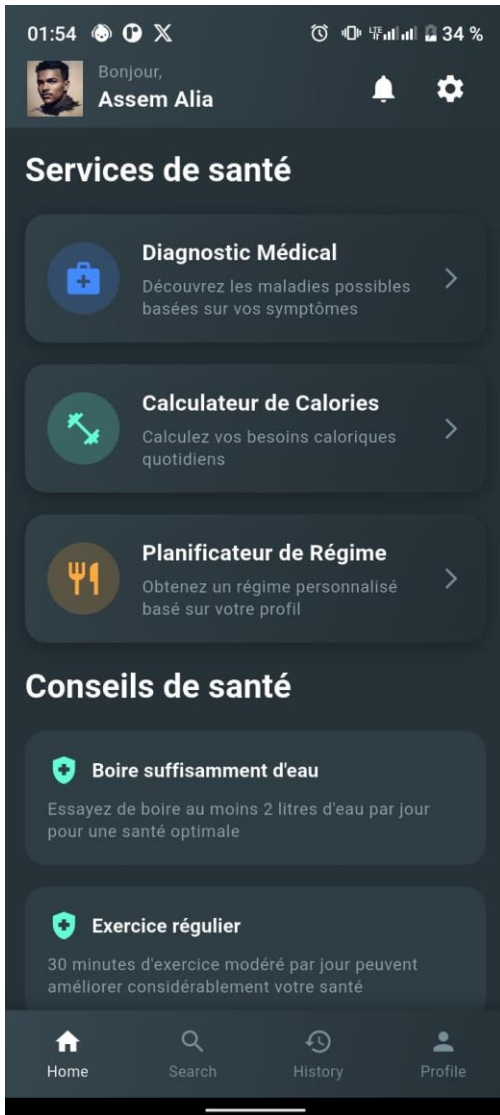 01:54 LTE 34 %
Bonjour,
Assem Alia
Services de santé
Diagnostic Médical
Découvrez les maladies possibles
basées sur vos symptômes
Calculateur de Calories
Calculez vos besoins caloriques
quotidiens
Planificateur de Régime
Obtenez un régime personnalisé
basé sur votre profil
Conseils de santé
Boire suffisamment d'eau
Essayez de boire au moins 2 litres d'eau par jour
pour une santé optimale
Exercice régulier
30 minutes d'exercice modéré par jour peuvent
améliorer considérablement votre santé
Home Search History Profile